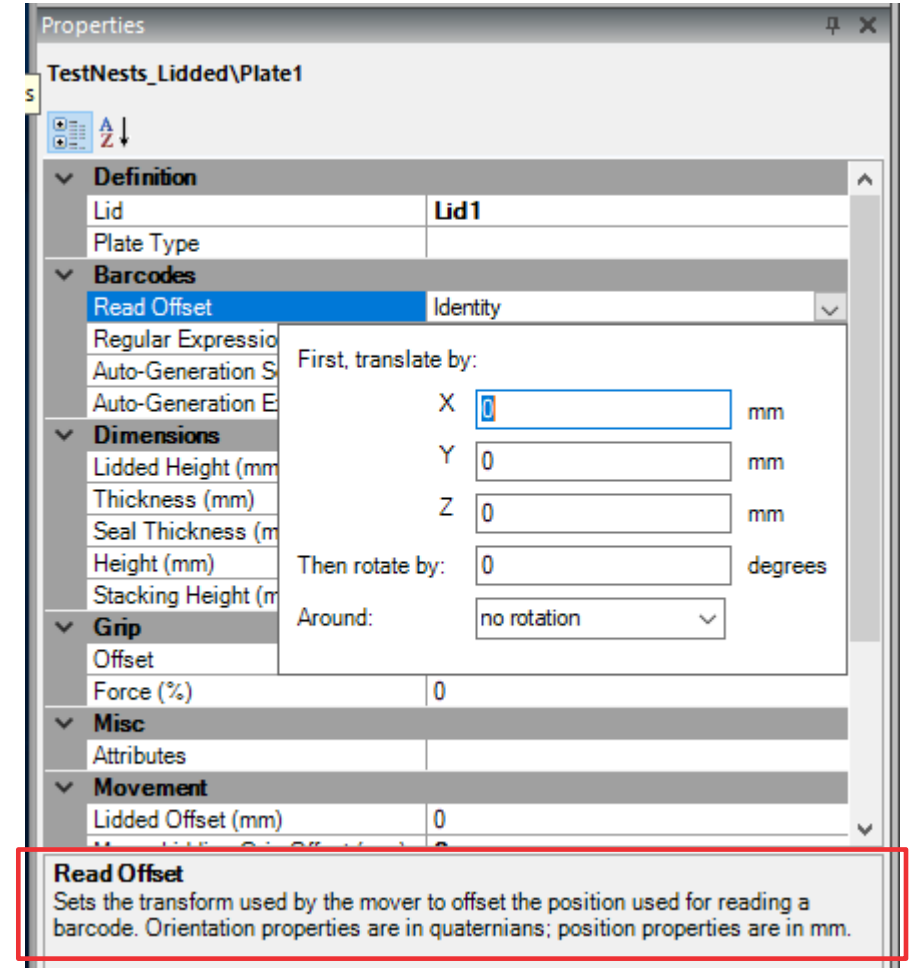 Properties
TestNests_Lidded\Plate1
s
Definition
Lid Lid1
Plate Type
Barcodes
Read Offset Identity
Regular Expressio
Auto-Generation S
Auto-Generation E
First, translate by:
X 0 mm
Y 0 mm
Z 0 mm
Then rotate by: 0 degrees
Around: no rotation
Dimensions
Lidded Height (mm
Thickness (mm)
Seal Thickness (m
Height (mm)
Stacking Height (m
Grip
Offset
Force (%) 0
Misc
Attributes
Movement
Lidded Offset (mm) 0
Read Offset
Sets the transform used by the mover to offset the position used for reading a
barcode. Orientation properties are in quaternians; position properties are in mm.